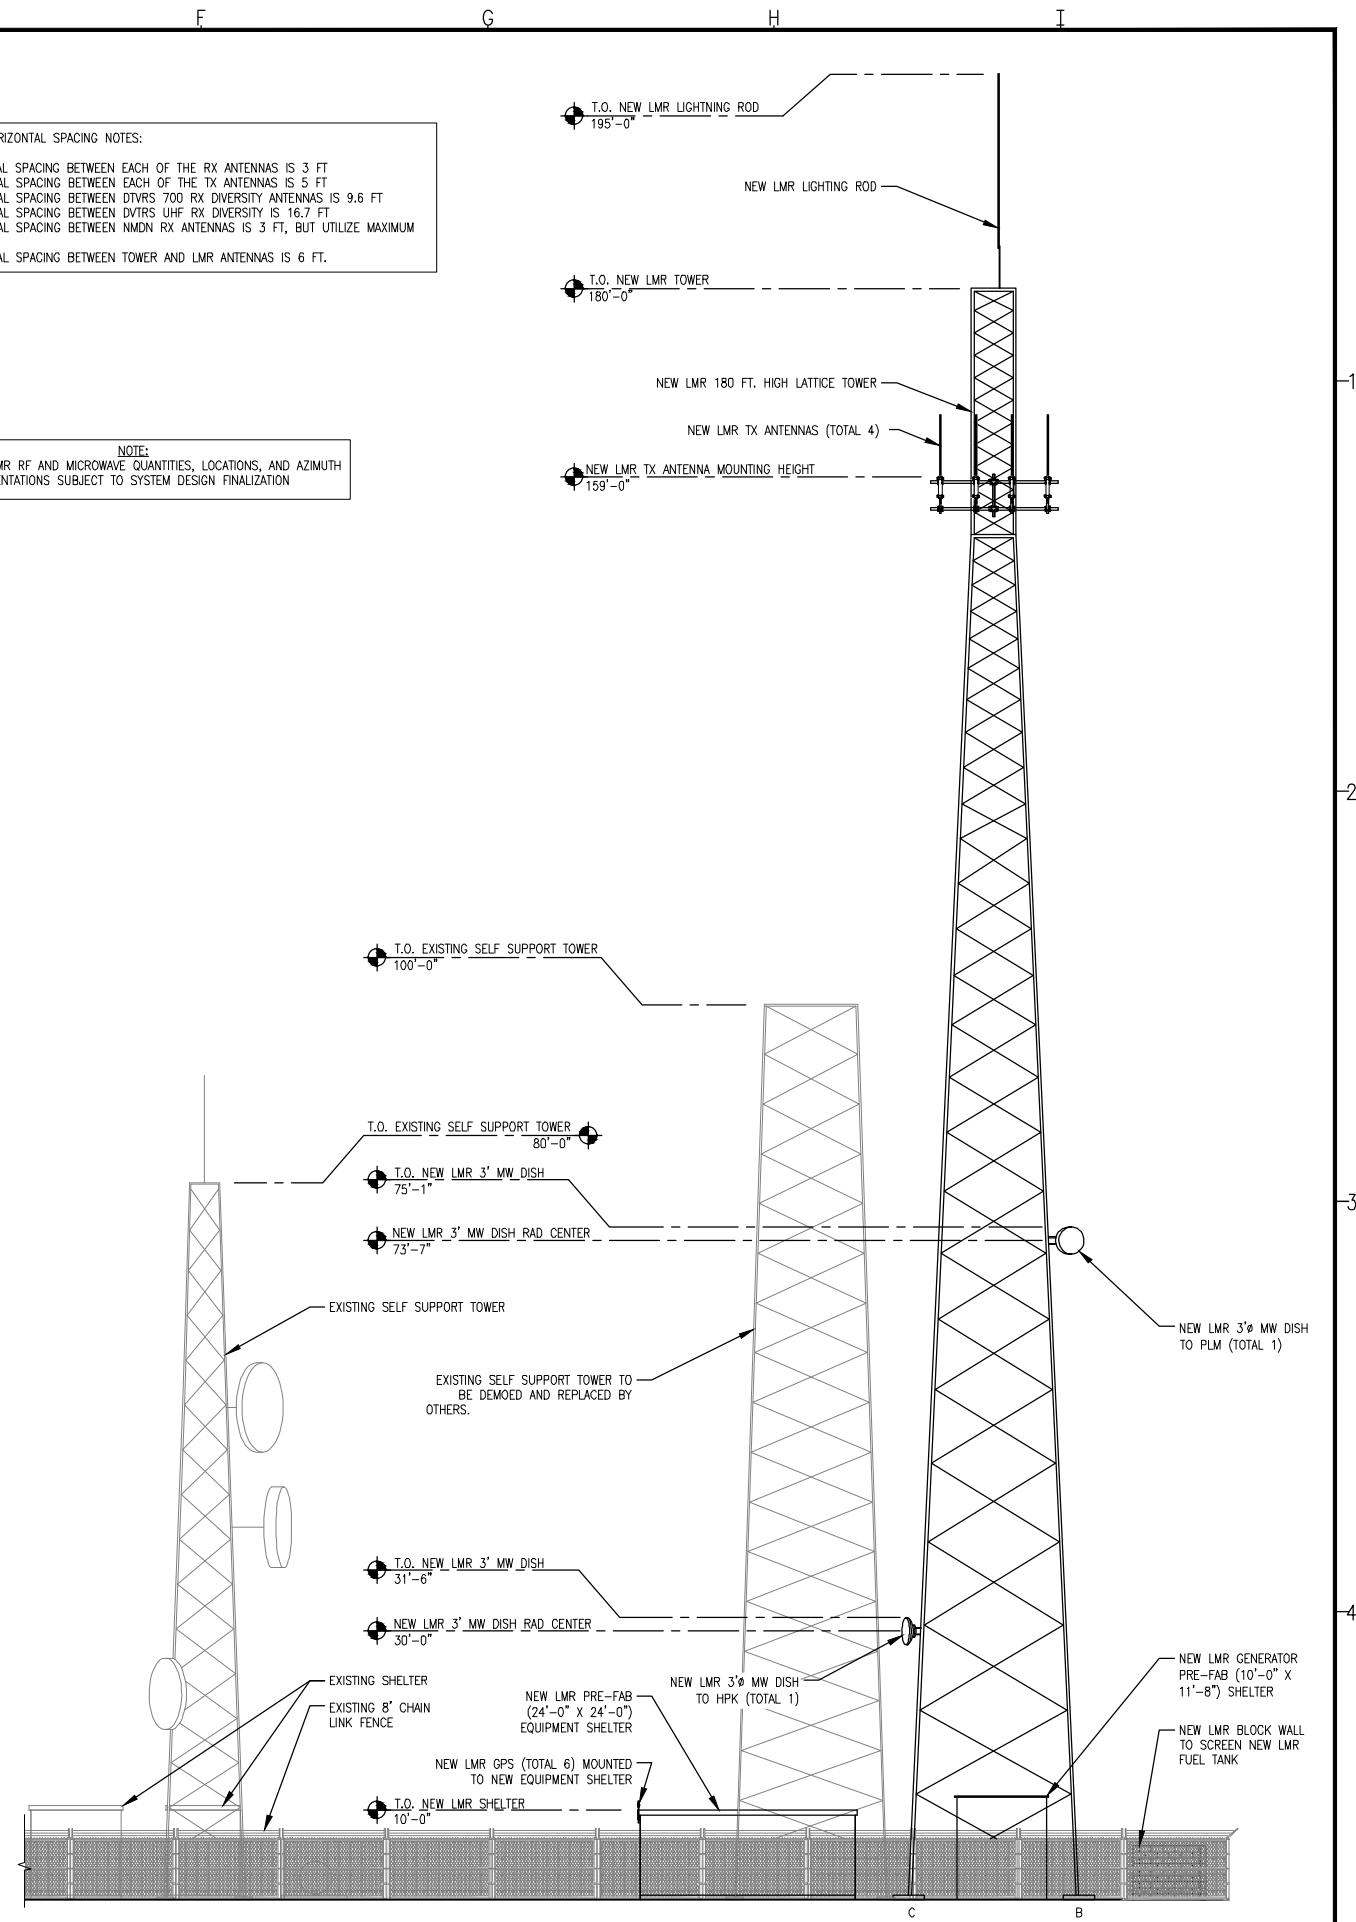 F G H I
RIZONTAL SPACING NOTES:
AL SPACING BETWEEN EACH OF THE RX ANTENNAS IS 3 FT
AL SPACING BETWEEN EACH OF THE TX ANTENNAS IS 5 FT
AL SPACING BETWEEN DTVRS 700 RX DIVERSITY ANTENNAS IS 9.6 FT
AL SPACING BETWEEN DVTRS UHF RX DIVERSITY IS 16.7 FT
AL SPACING BETWEEN NMDN RX ANTENNAS IS 3 FT, BUT UTILIZE MAXIMUM
AL SPACING BETWEEN TOWER AND LMR ANTENNAS IS 6 FT.
T.O. NEW LMR LIGHTNING ROD
195'-0"
NEW LMR LIGHTING ROD
T.O. NEW LMR TOWER
180'-0"
NEW LMR 180 FT. HIGH LATTICE TOWER
1
NEW LMR TX ANTENNAS (TOTAL 4)
NOTE:
MR RF AND MICROWAVE QUANTITIES, LOCATIONS, AND AZIMUTH
ENTATIONS SUBJECT TO SYSTEM DESIGN FINALIZATION
NEW LMR TX ANTENNA MOUNTING HEIGHT
159'-0"
2
T.O. EXISTING SELF SUPPORT TOWER
100'-0"
T.O. EXISTING SELF SUPPORT TOWER
80'-0"
T.O. NEW LMR 3' MW DISH
75'-1"
3
NEW LMR 3' MW DISH RAD CENTER
73'-7"
EXISTING SELF SUPPORT TOWER
NEW LMR 3'ø MW DISH
TO PLM (TOTAL 1)
EXISTING SELF SUPPORT TOWER TO
BE DEMOED AND REPLACED BY
OTHERS.
T.O. NEW LMR 3' MW DISH
31'-6"
4
NEW LMR 3' MW DISH RAD CENTER
30'-0"
EXISTING SHELTER
EXISTING 8' CHAIN
LINK FENCE
NEW LMR 3'ø MW DISH
TO HPK (TOTAL 1)
NEW LMR PRE-FAB
(24'-0" X 24'-0")
EQUIPMENT SHELTER
NEW LMR GENERATOR
PRE-FAB (10'-0" X
11'-8") SHELTER
NEW LMR BLOCK WALL
TO SCREEN NEW LMR
FUEL TANK
NEW LMR GPS (TOTAL 6) MOUNTED
TO NEW EQUIPMENT SHELTER
T.O. NEW LMR SHELTER
10'-0"
C B